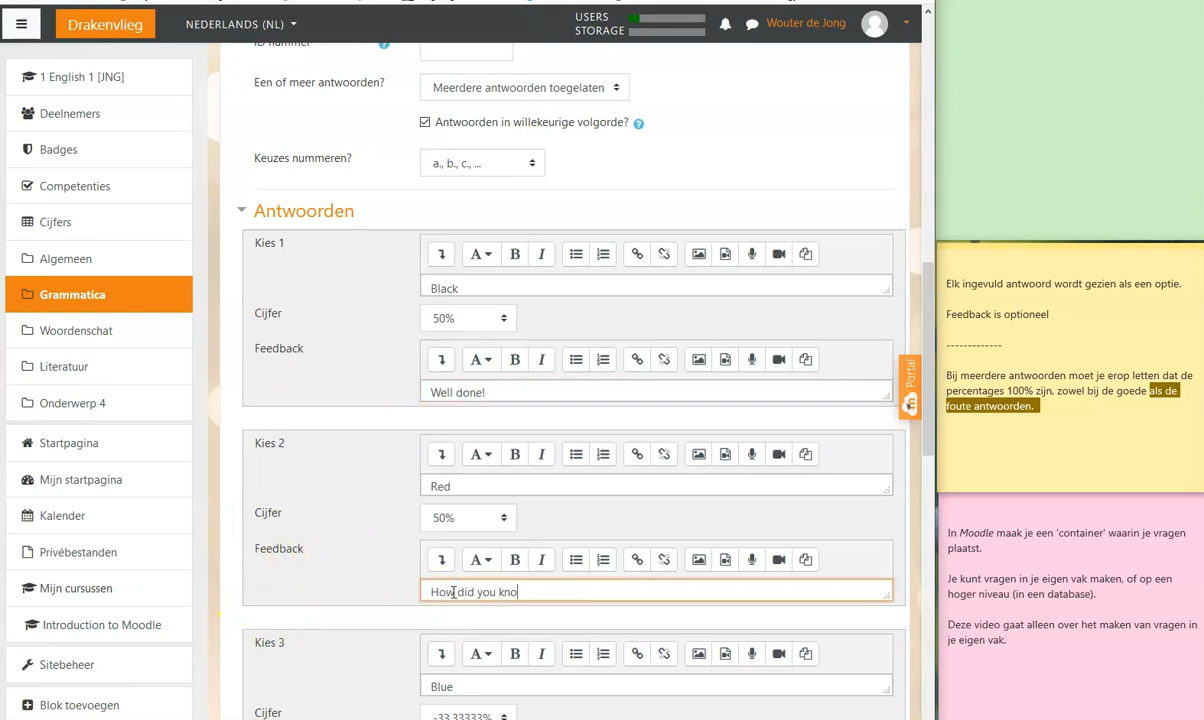 Drakenvlieg
NEDERLANDS (NL)
USERS
STORAGE
Wouter de Jong
1 English 1 [JNG]
Deelnemers
Badges
Competenties
Cijfers
Algemeen
Grammatica
Woordenschat
Literatuur
Onderwerp 4
Startpagina
Mijn startpagina
Kalender
Privébestanden
Mijn cursussen
Introduction to Moodle
Sitebeheer
Blok toevoegen
ID nummer
Een of meer antwoorden?
Meerdere antwoorden toegelaten
Antwoorden in willekeurige volgorde?
Keuzes nummeren?
a., b., c., ...
Antwoorden
Kies 1
Black
Cijfer
50%
Feedback
Well done!
Kies 2
Red
Cijfer
50%
Feedback
How did you kno
Kies 3
Blue
Cijfer
-33,33333%
Portal
Elk ingevuld antwoord wordt gezien als een optie.
Feedback is optioneel
-------------
Bij meerdere antwoorden moet je erop letten dat de
percentages 100% zijn, zowel bij de goede als de
foute antwoorden.
In Moodle maak je een 'container' waarin je vragen
plaatst.
Je kunt vragen in je eigen vak maken, of op een
hoger niveau (in een database).
Deze video gaat alleen over het maken van vragen in
je eigen vak.